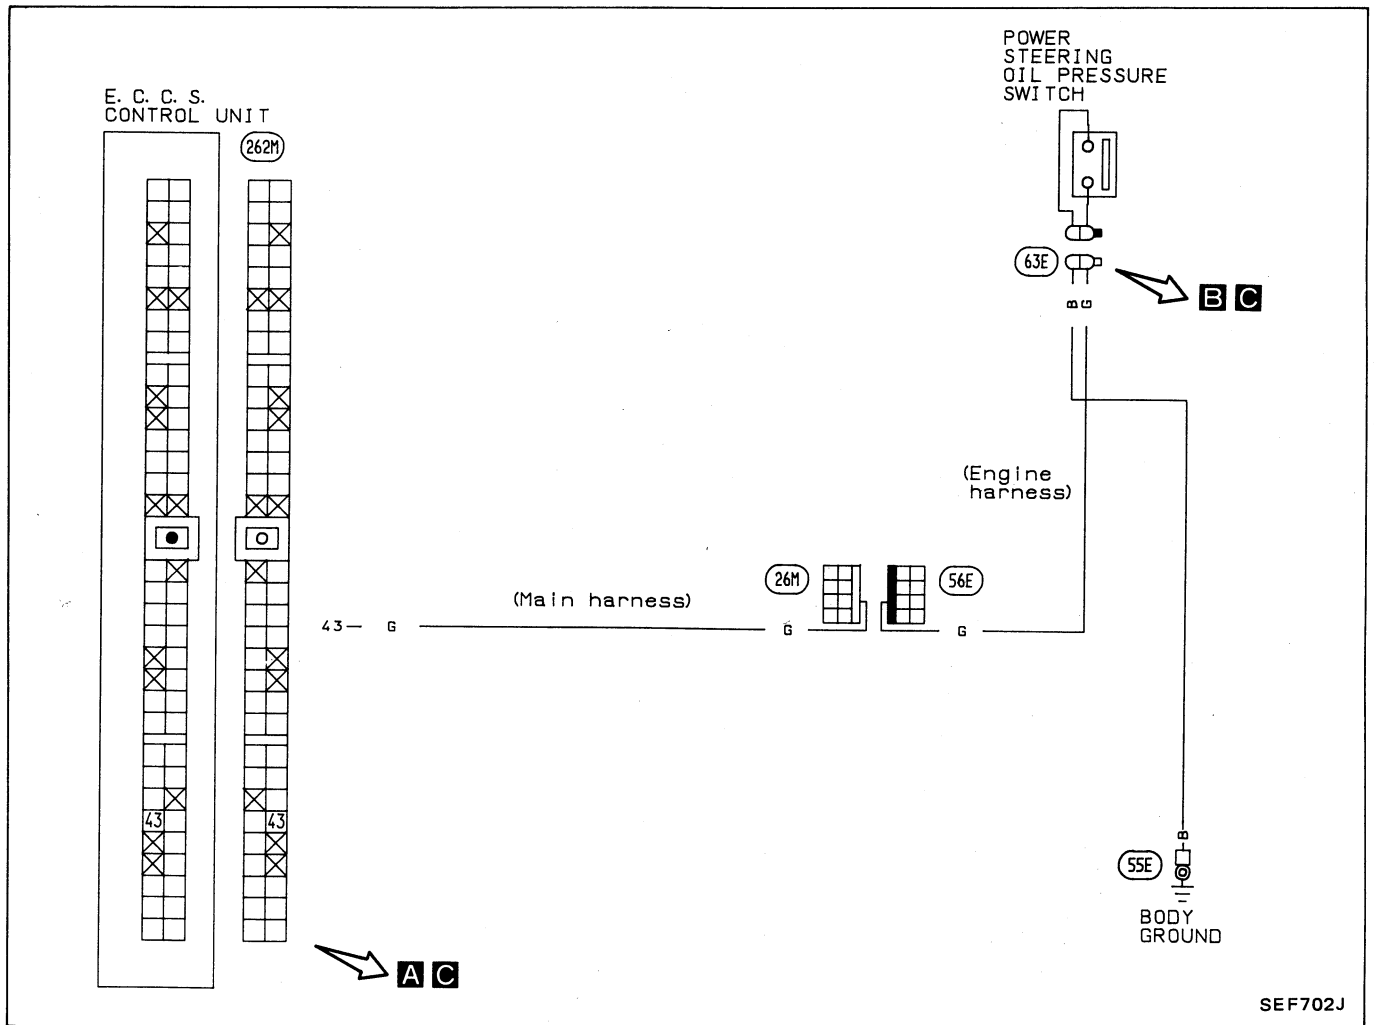 POWER
STEERING
OIL PRESSURE
SWITCH
E. C. C. S.
CONTROL UNIT
262M
63E
B C
B G
(Engine
harness)
26M
56E
(Main harness)
43 G
G
G
43
43
B
55E
BODY
GROUND
A C
SEF702J